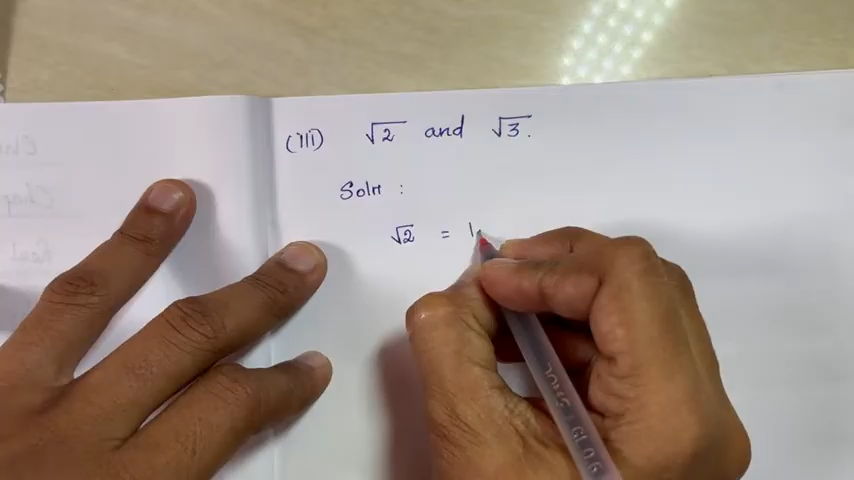 (III) √2 and √3.
Soln :
√2 = 1.